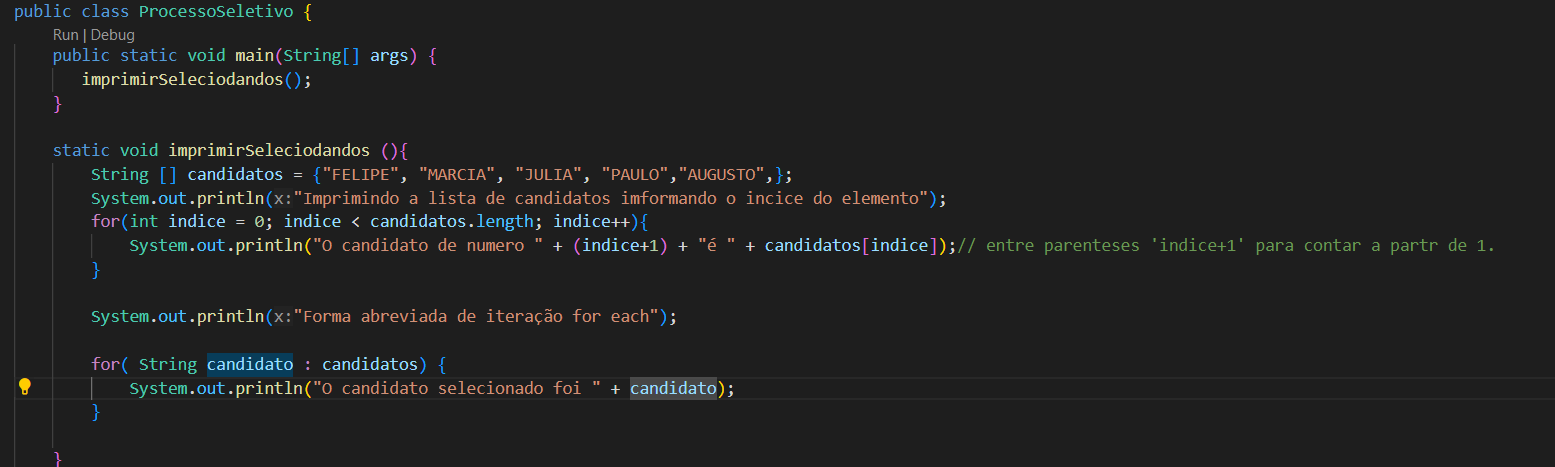 public class ProcessoSeletivo {
Run | Debug
public static void main(String[] args) {
imprimirSeleciodandos();
}
static void imprimirSeleciodandos (){
String [] candidatos = {"FELIPE", "MARCIA", "JULIA", "PAULO","AUGUSTO",};
System.out.println(x:"Imprimindo a lista de candidatos imformando o incice do elemento");
for(int indice = 0; indice < candidatos.length; indice++){
System.out.println("O candidato de numero " + (indice+1) + "é " + candidatos[indice]);// entre parenteses 'indice+1' para contar a partr de 1.
}
System.out.println(x:"Forma abreviada de iteração for each");
for( String candidato : candidatos) {
System.out.println("O candidato selecionado foi " + candidato);
}
}